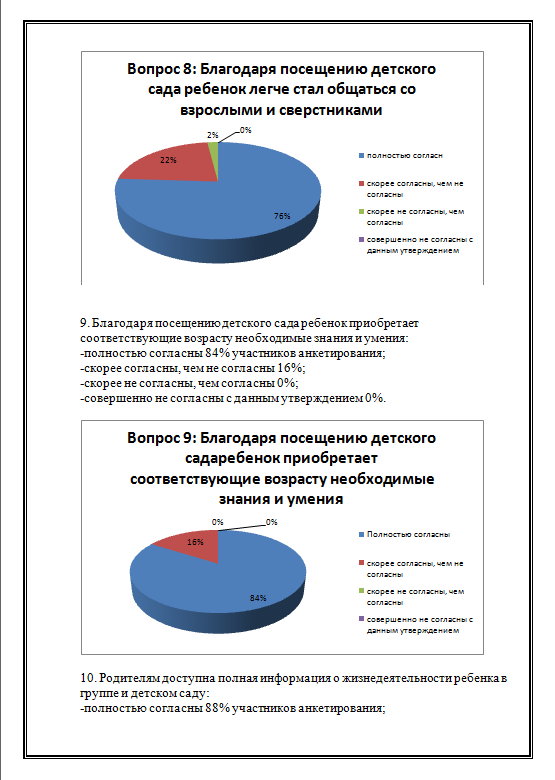 Вопрос 8: Благодаря посещению детского
сада ребенок легче стал общаться со
взрослыми и сверстниками
2%
0%
22%
76%
полностью согласн
скорее согласны, чем не
согласны
скорее не согласны, чем
согласны
совершенно не согласны с
данным утверждением
9. Благодаря посещению детского сада ребенок приобретает
соответствующие возрасту необходимые знания и умения:
-полностью согласны 84% участников анкетирования;
-скорее согласны, чем не согласны 16%;
-скорее не согласны, чем согласны 0%;
-совершенно не согласны с данным утверждением 0%.
Вопрос 9: Благодаря посещению детского
садаребенок приобретает
соответствующие возрасту необходимые
знания и умения
0%
0%
16%
84%
Полностью согласны
скорее согласны, чем не
согласны
скорее не согласны, чем
согласны
совершенно не согласны с
данным утверждением
10. Родителям доступна полная информация о жизнедеятельности ребенка в
группе и детском саду:
-полностью согласны 88% участников анкетирования;